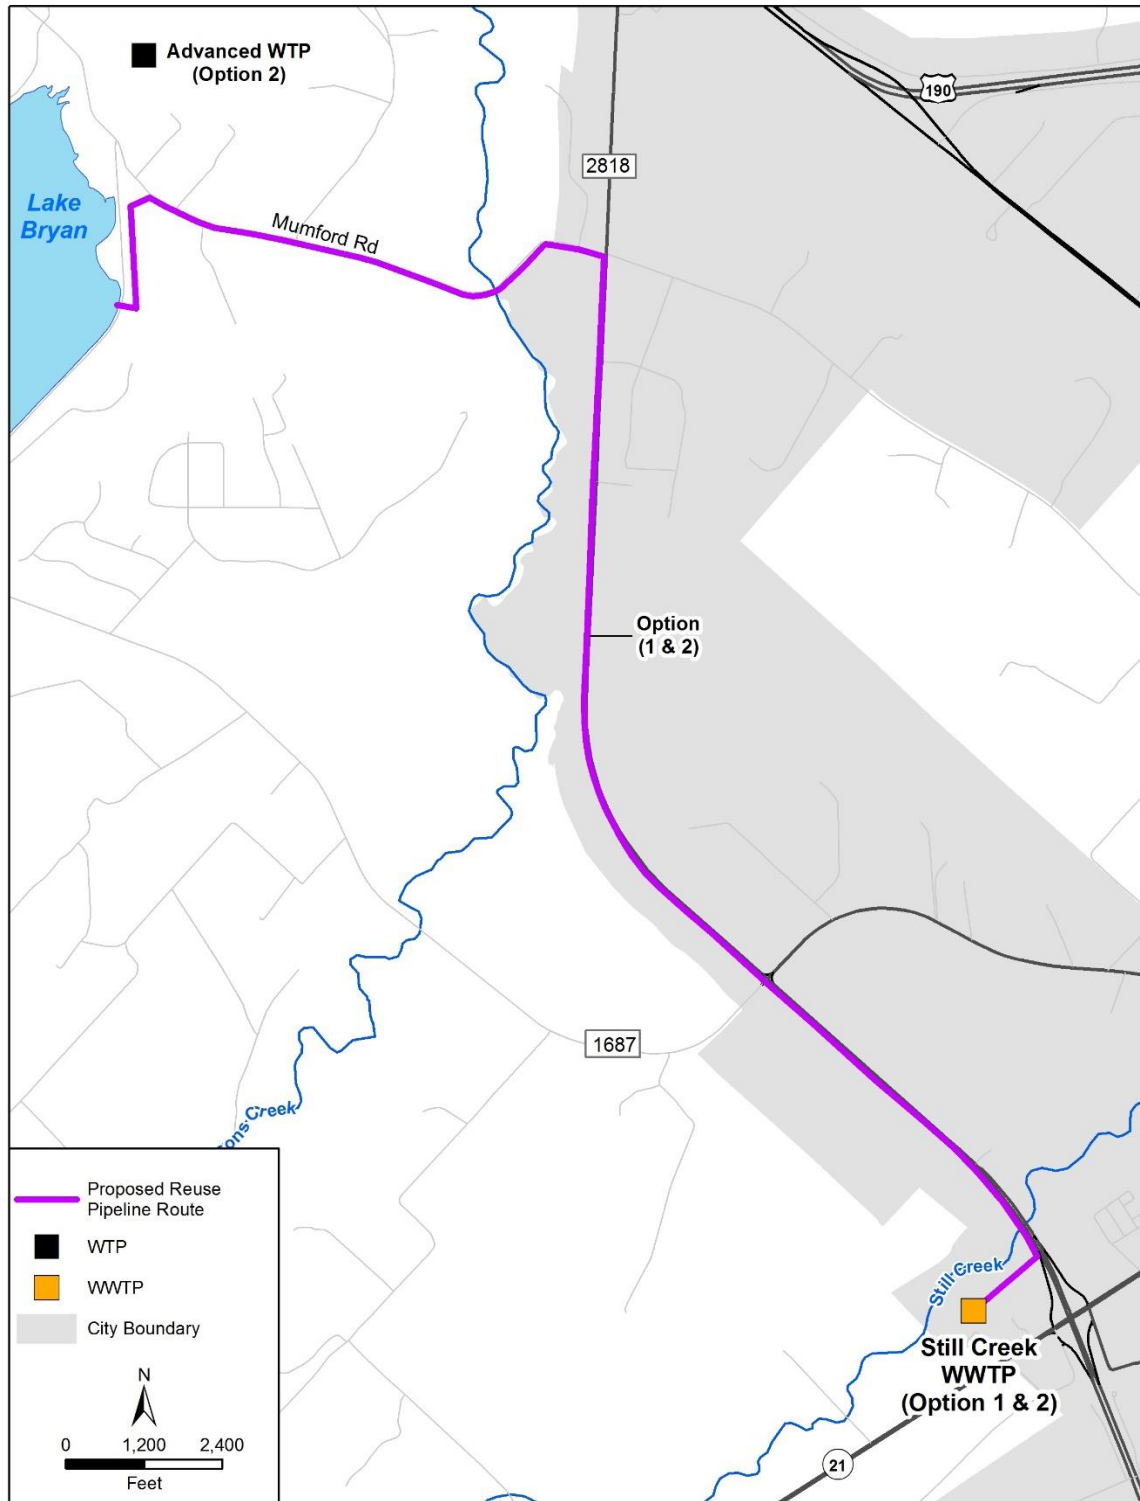 Advanced WTP
(Option 2)
190
2818
Lake
Bryan
Mumford Rd
Option
(1 & 2)
1687
ons Creek
Still Creek
Still Creek
WWTP
(Option 1 & 2)
21
Proposed Reuse
Pipeline Route
WTP
WWTP
City Boundary
N
0 1,200 2,400
Feet